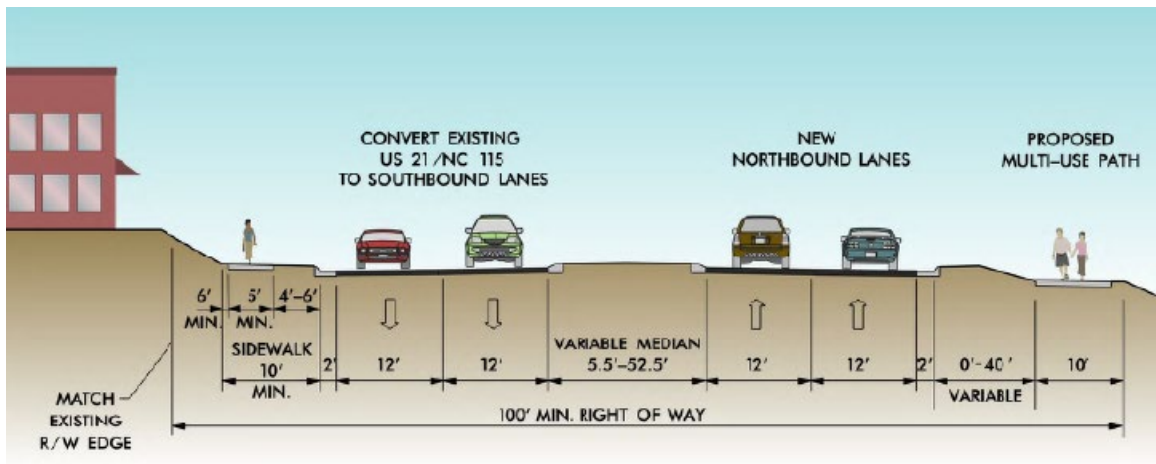 CONVERT EXISTING
US 21/NC 115
TO SOUTHBOUND LANES
NEW
NORTHBOUND LANES
PROPOSED
MULTI-USE PATH
6'
MIN.
5'
MIN.
4'-6'
SIDEWALK
10'
MIN.
2'
12'
12'
VARIABLE MEDIAN
5.5'-52.5'
12'
12'
2'
0'-40'
VARIABLE
10'
MATCH
EXISTING
R/W EDGE
100' MIN. RIGHT OF WAY